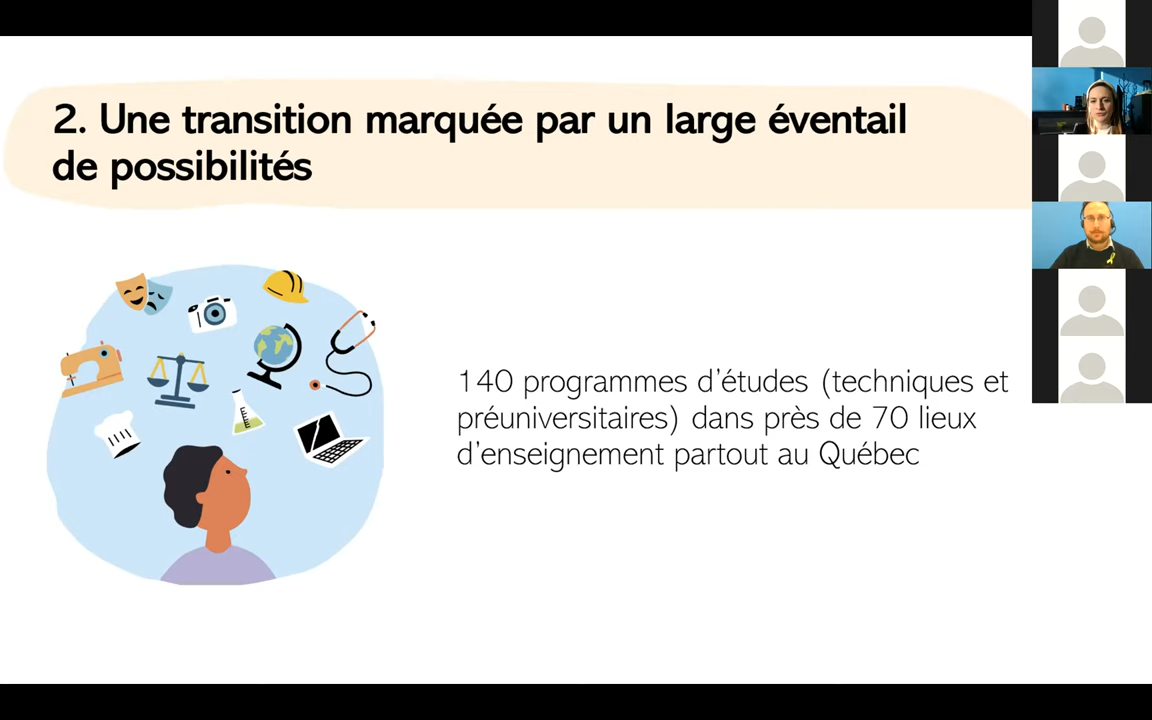 2. Une transition marquée par un large éventail
de possibilités
140 programmes d'études (techniques et
préuniversitaires) dans près de 70 lieux
d'enseignement partout au Québec